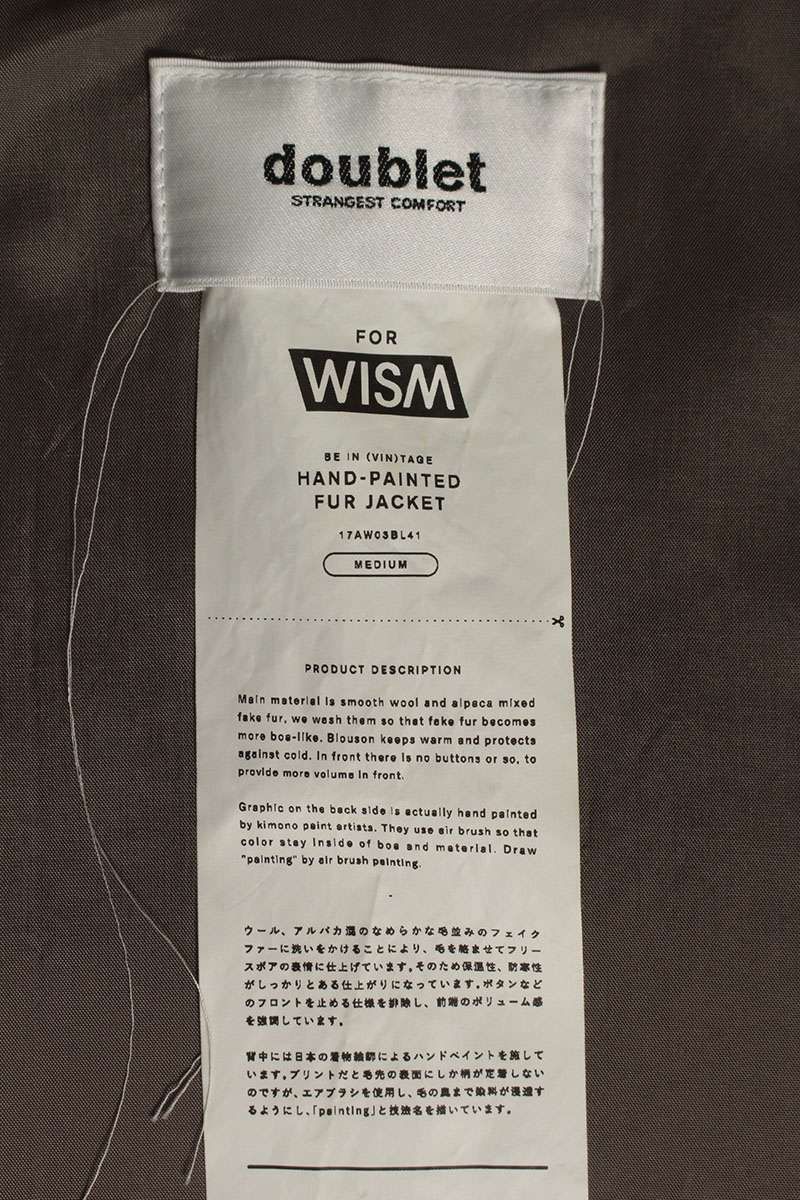 doublet
STRANGEST COMFORT
FOR
WISM
BE IN (VIN)TAGE
HAND-PAINTED
FUR JACKET
17AW03BL41
MEDIUM
PRODUCT DESCRIPTION
Main material is smooth wool and alpaca mixed
fake fur, we wash them so that fake fur becomes
more boa-like. Blouson keeps warm and protects
against cold. In front there is no buttons or so, to
provide more volume in front.
Graphic on the back side is actually hand painted
by kimono paint artists. They use air brush so that
color stay inside of boa and material. Draw
"painting" by air brush painting.
-
ウール、アルパカ混のなめらかな毛並みのフェイク
ファーに洗いをかけることにより、毛を絡ませてフリー
スボアの表情に仕上げています。そのため保温性、防寒性
がしっかりとある仕上がりになっています。ボタンなど
のフロントを止める仕様を排除し、前端のボリューム感
を強調しています。
背中には日本の着物絵師によるハンドペイントを施して
います。プリントだと毛先の表面にしか柄が定着しない
のですが、エアブラシを使用し、毛の奥まで染料が浸透す
るようにし、「painting」と技法名を描いています。